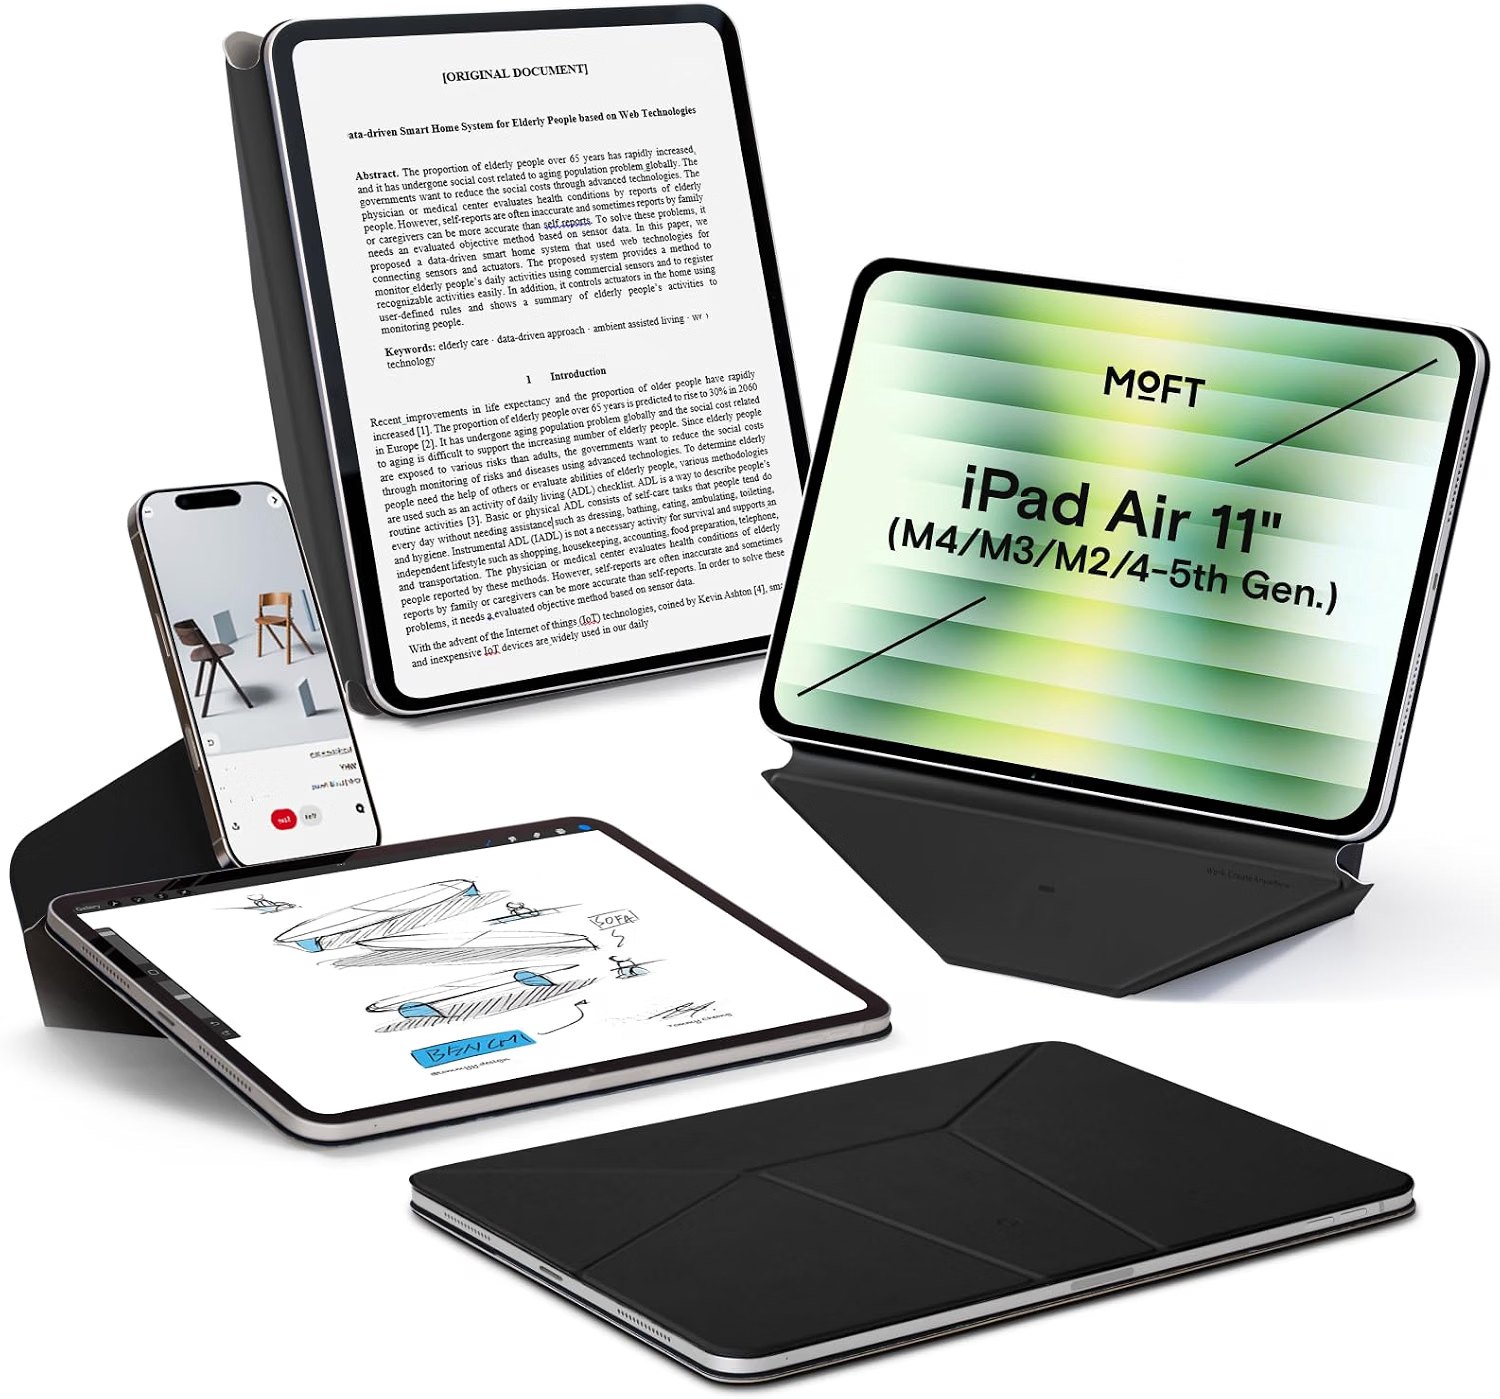 [ORIGINAL DOCUMENT]
ata-driven Smart Home System for Elderly People based on Web Technologies
Abstract. The proportion of elderly people over 65 years has rapidly increased,
and it has undergone social cost related to aging population problem globally. The
governments want to reduce the social costs through advanced technologies. The
physician or medical center evaluates health conditions by reports of elderly
people. However, self-reports are often inaccurate and sometimes reports by family
or caregivers can be more accurate than self reports. To solve these problems, it
needs an evaluated objective method based on sensor data. In this paper, we
proposed a data-driven smart home system that used web technologies for
connecting sensors and actuators. The proposed system provides a method to
monitor elderly people's daily activities using commercial sensors and to register
recognizable activities easily. In addition, it controls actuators in the home using
user-defined rules and shows a summary of elderly people's activities to
monitoring people.
Keywords: elderly care · data-driven approach · ambient assisted living ·
technology
1 Introduction
Recent improvements in life expectancy and the proportion of older people have rapidly
increased [1]. The proportion of elderly people over 65 years is predicted to rise to 30% in 2060
in Europe [2]. It has undergone aging population problem globally and the social cost related
to aging is difficult to support the increasing number of elderly people. Since elderly people
are exposed to various risks than adults, the governments want to reduce the social costs
through monitoring of risks and diseases using advanced technologies. To determine elderly
people need the help of others or evaluate abilities of elderly people, various methodologies
are used such as an activity of daily living (ADL) checklist. ADL is a way to describe people's
routine activities [3]. Basic or physical ADL consists of self-care tasks that people tend do
every day without needing assistance such as dressing, bathing, eating, ambulating, toileting,
and hygiene. Instrumental ADL (IADL) is not a necessary activity for survival and supports an
independent lifestyle such as shopping, housekeeping, accounting, food preparation, telephone,
and transportation. The physician or medical center evaluates health conditions of elderly
people reported by these methods. However, self-reports are often inaccurate and sometimes
reports by family or caregivers can be more accurate than self-reports. In order to solve these
problems, it needs a evaluated objective method based on sensor data.
With the advent of the Internet of things (IoT) technologies, coined by Kevin Ashton [4], sma
and inexpensive IoT devices are widely used in our daily
MOFT
iPad Air 11"
(M4/M3/M2/4-5th Gen.)
Gallery
SOFA
BENCH
Tommy Cheng